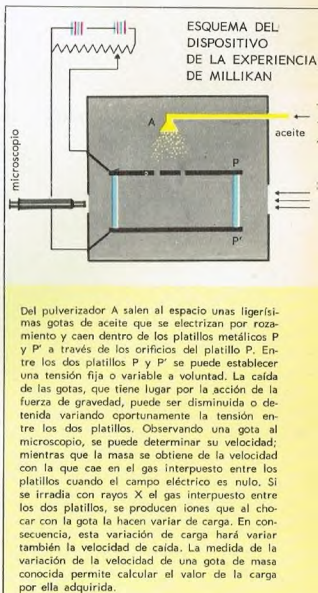 ESQUEMA DEL
DISPOSITIVO
DE LA EXPERIENCIA
DE MILLIKAN
A
aceite
microscopio
P
P'
Del pulverizador A salen al espacio unas ligerísi-
mas gotas de aceite que se electrizan por roza-
miento y caen dentro de los platillos metálicos P
y P' a través de los orificios del platillo P. En-
tre los dos platillos P y P' se puede establecer
una tensión fija o variable a voluntad. La caída
de las gotas, que tiene lugar por la acción de la
fuerza de gravedad, puede ser disminuida o de-
tenida variando oportunamente la tensión en-
tre los dos platillos. Observando una gota al
microscopio, se puede determinar su velocidad;
mientras que la masa se obtiene de la velocidad
con la que cae en el gas interpuesto entre los
platillos cuando el campo eléctrico es nulo. Si
se irradia con rayos X el gas interpuesto entre
los dos platillos, se producen iones que al cho-
car con la gota la hacen variar de carga. En con-
secuencia, esta variación de carga hará variar
también la velocidad de caída. La medida de la
variación de la velocidad de una gota de masa
conocida permite calcular el valor de la carga
por ella adquirida.